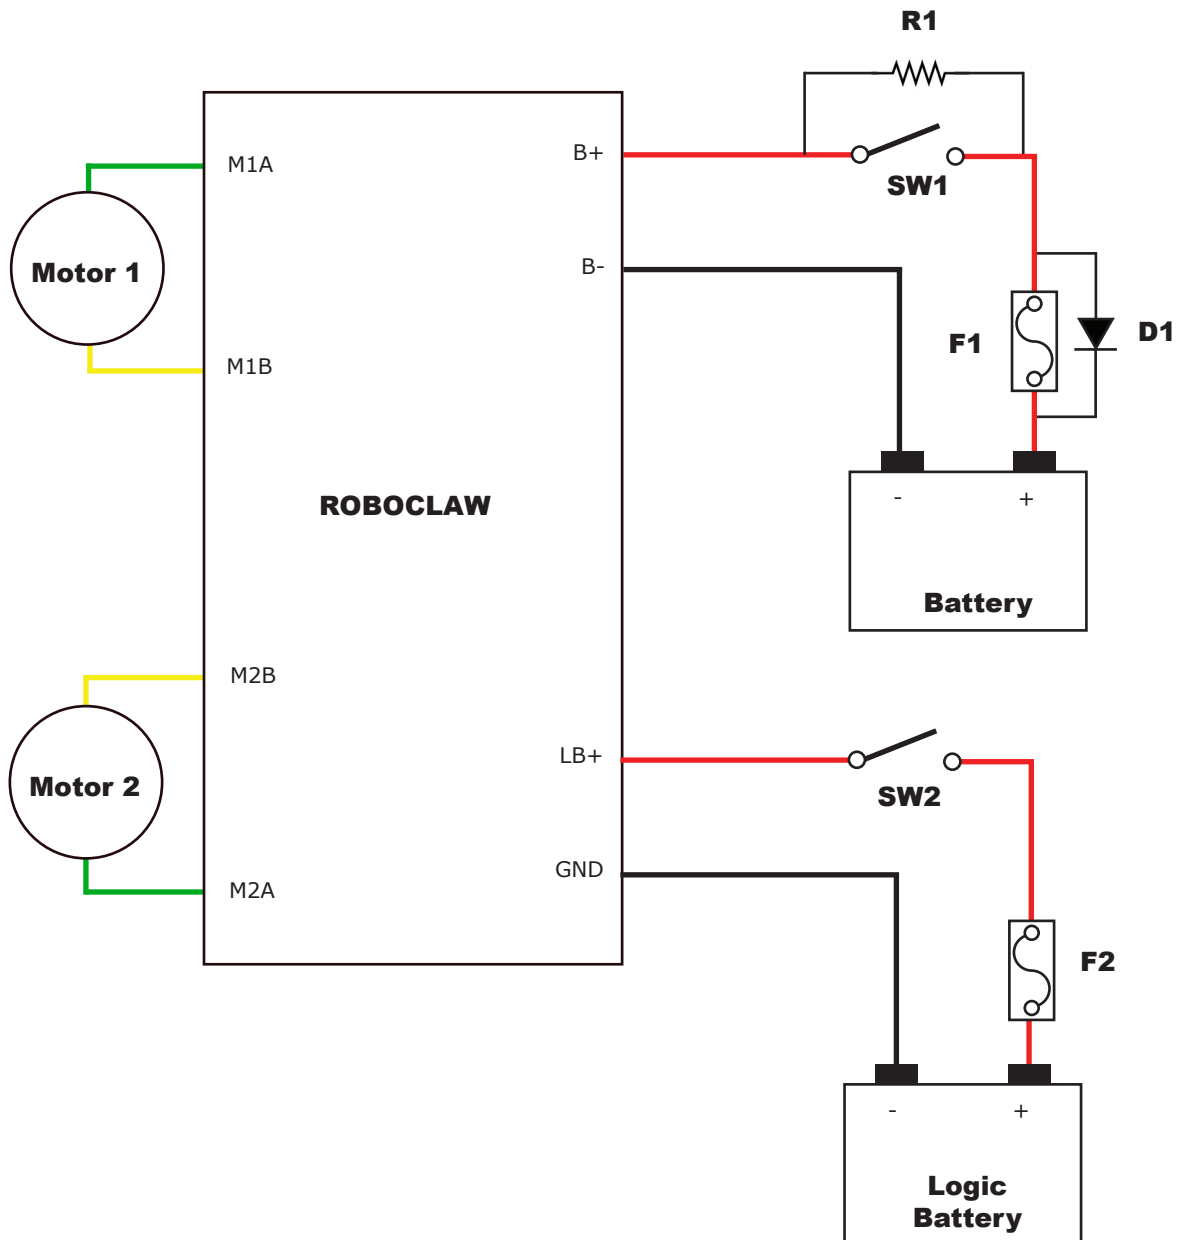 R1
M1A
B+
SW1
Motor 1
B-
M1B
F1
D1
ROBOCLAW
-
+
Battery
M2B
LB+
SW2
Motor 2
GND
M2A
F2
-
+
Logic
Battery